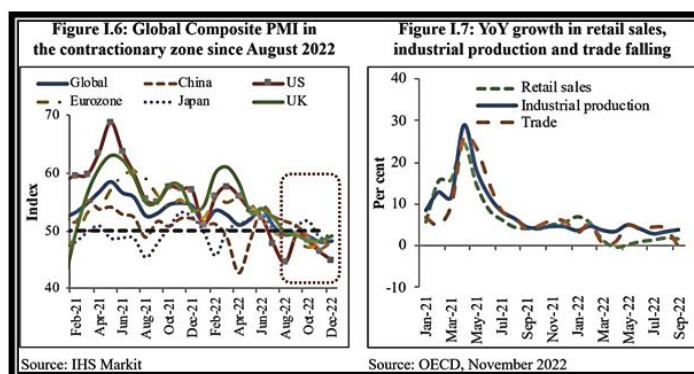 Figure I.6: Global Composite PMI in
the contractionary zone since August 2022
Global
China
US
Eurozone
Japan
UK
Index
70
60
50
40
Feb-21
Apr-21
Jun-21
Aug-21
Oct-21
Dec-21
Feb-22
Apr-22
Jun-22
Aug-22
Oct-22
Dec-22
Source: IHS Markit
Figure I.7: YoY growth in retail sales,
industrial production and trade falling
Retail sales
Industrial production
Trade
Per cent
40
30
20
10
0
-10
Jan-21
Mar-21
May-21
Jul-21
Sep-21
Nov-21
Jan-22
Mar-22
May-22
Jul-22
Sep-22
Source: OECD, November 2022